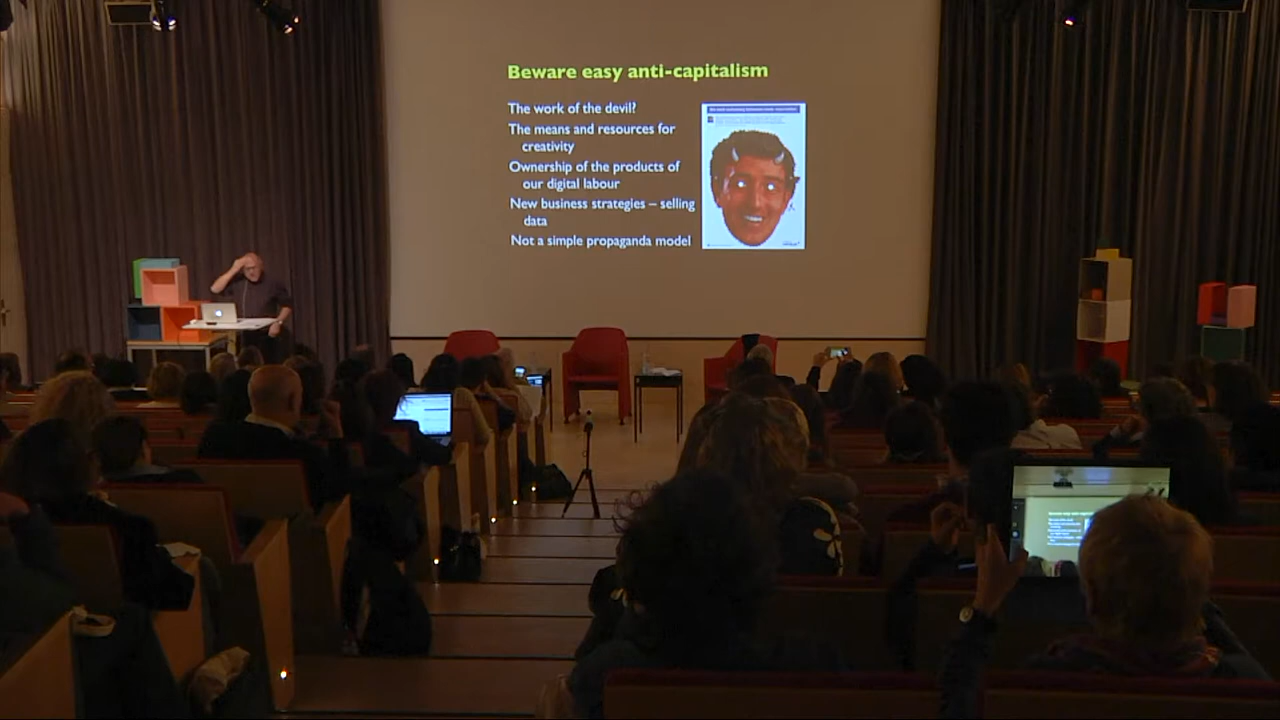 Beware easy anti-capitalism
The work of the devil?
The means and resources for
creativity
Ownership of the products of
our digital labour
New business strategies – selling
data
Not a simple propaganda model